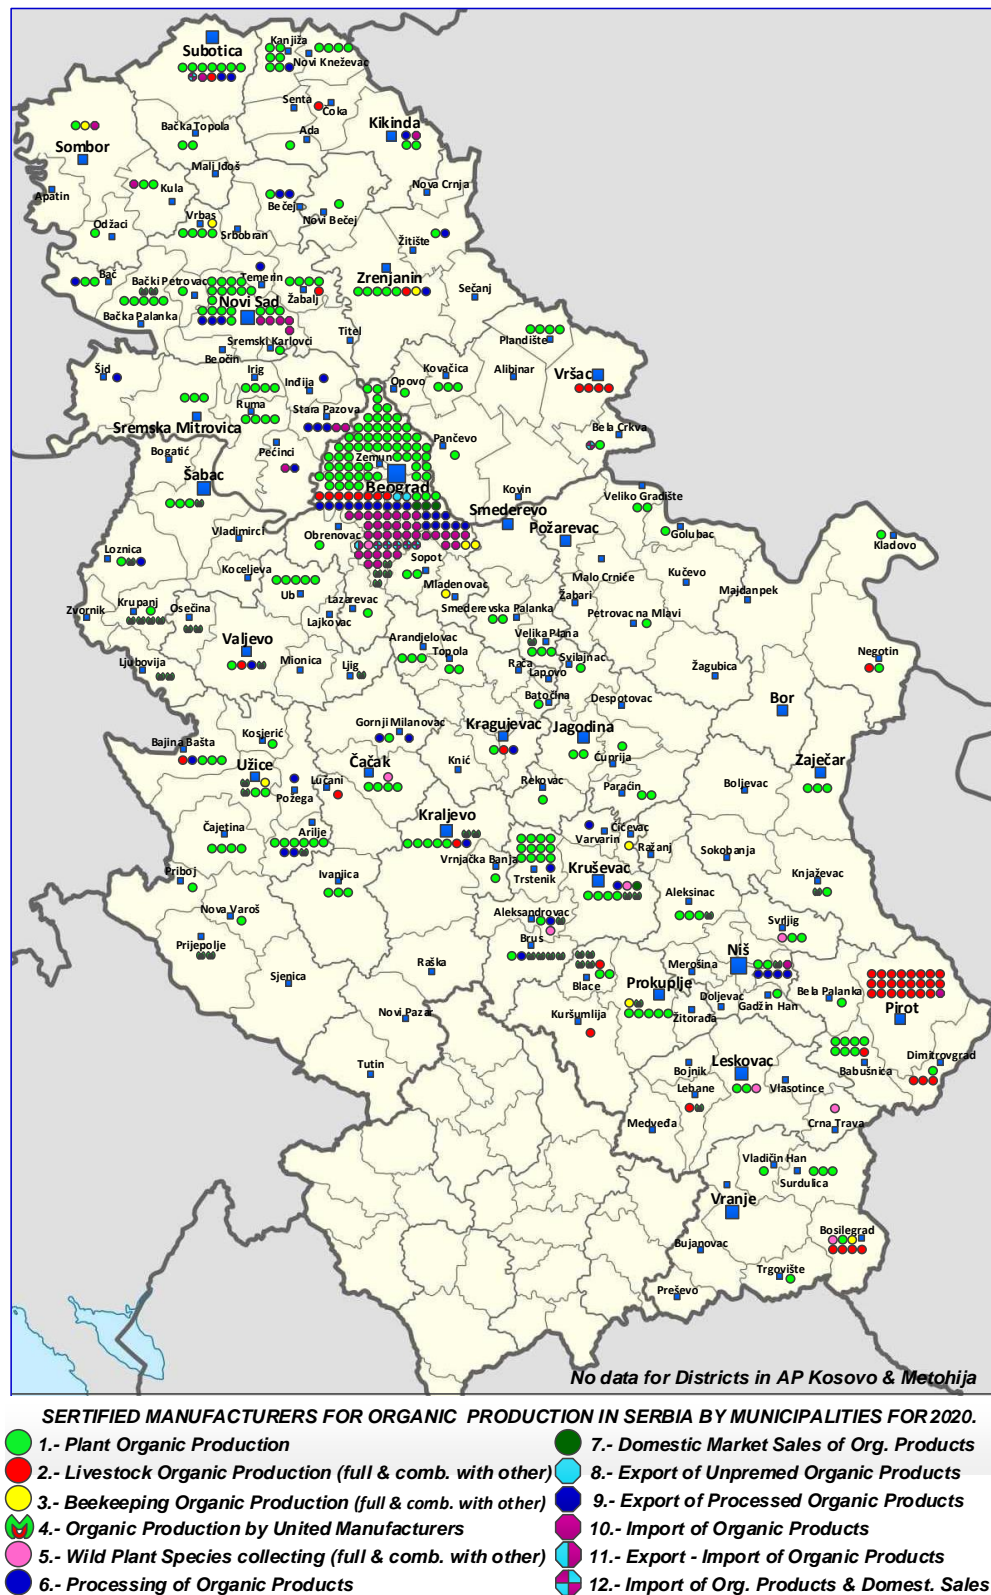 Subotica
Kanjiža
Novi Kneževac
Senta
Čoka
Bačka Topola
Ada
Kikinda
Sombor
Mali Iđoš
Apatin
Kula
Nova Crnja
Bečej
Novi Bečej
Vrbas
Srbobran
Odžaci
Žitište
Bač
Bački Petrovac
Temerin
Zrenjanin
Sečanj
Žabalj
Novi Sad
Bačka Palanka
Titel
Plandište
Sremski Karlovci
Beočin
Šid
Irig
Inđija
Opovo
Kovačica
Alibinar
Vršac
Ruma
Stara Pazova
Sremska Mitrovica
Bela Crkva
Pančevo
Bogatić
Pećinci
Zemun
Šabac
Beograd
Kovin
Veliko Gradište
Smederevo
Požarevac
Golubac
Kladovo
Vladimirci
Obrenovac
Loznica
Koceljeva
Sopot
Malo Crniće
Kučevo
Majdanpek
Ub
Mladenovac
Žabari
Zvornik
Krupanj
Osečina
Lajkovac
Lazarevac
Smederevska Palanka
Petrovac na Mlavi
Valjevo
Arandjelovac
Velika Plana
Topola
Svilajnac
Negotin
Ljubovija
Mionica
Ljig
Rača
Lapovo
Žagubica
Batočina
Despotovac
Bor
Gornji Milanovac
Kragujevac
Jagodina
Kosjerić
Bajina Bašta
Užice
Čačak
Knić
Ćuprija
Zaječar
Požega
Lučani
Rekovac
Paraćin
Boljevac
Kraljevo
Čajetina
Arilje
Varvarin
Ćićevac
Ražanj
Sokobanja
Vrnjačka Banja
Trstenik
Kruševac
Priboj
Ivanjica
Knjaževac
Aleksinac
Nova Varoš
Aleksandrovac
Svrljig
Prijepolje
Brus
Niš
Sjenica
Raška
Blace
Merošina
Prokuplje
Doljevac
Gadžin Han
Bela Palanka
Pirot
Novi Pazar
Kuršumlija
Žitorađa
Tutin
Bojnik
Leskovac
Babušnica
Dimitrovgrad
Lebane
Vlasotince
Medveđa
Crna Trava
Vladičin Han
Surdulica
Vranje
Bosilegrad
Bujanovac
Trgovište
Preševo
No data for Districts in AP Kosovo & Metohija
SERTIFIED MANUFACTURERS FOR ORGANIC PRODUCTION IN SERBIA BY MUNICIPALITIES FOR 2020.
1.- Plant Organic Production
2.- Livestock Organic Production (full & comb. with other)
3.- Beekeeping Organic Production (full & comb. with other)
4.- Organic Production by United Manufacturers
5.- Wild Plant Species collecting (full & comb. with other)
6.- Processing of Organic Products
7.- Domestic Market Sales of Org. Products
8.- Export of Unpremed Organic Products
9.- Export of Processed Organic Products
10.- Import of Organic Products
11.- Export - Import of Organic Products
12.- Import of Org. Products & Domest. Sales